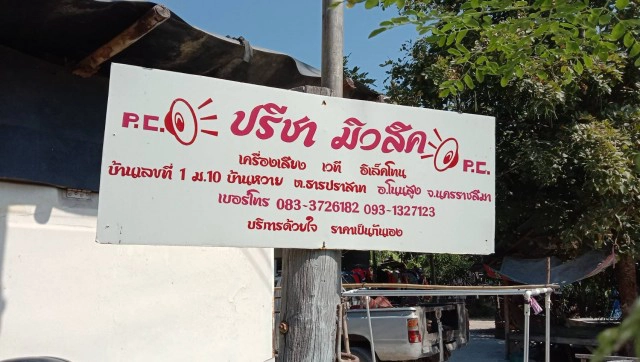 P.C. ปรีชา มิวสิค P.C.
เครื่องเสียง เวที อิเล็คโทน
บ้านเลขที่ 1 ม.10 บ้านหวาย ต.ธารปราสาท อ.โนนสูง จ.นครราชสีมา
เบอร์โทร 083-3726182 093-1327123
บริการด้วยใจ ราคาเป็นกันเอง